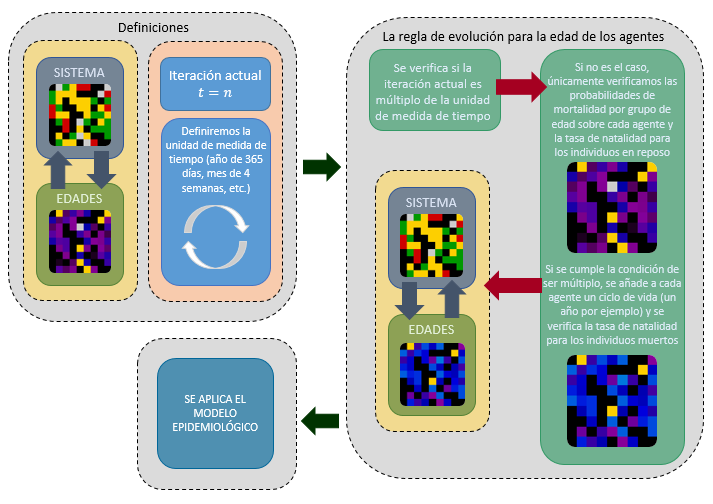 Definiciones
SISTEMA
EDADES
Iteración actual
t = n
Definiremos la
unidad de medida de
tiempo (año de 365
días, mes de 4
semanas, etc.)
La regla de evolución para la edad de los agentes
Se verifica si la
iteración actual es
múltiplo de la unidad
de medida de tiempo
Si no es el caso,
únicamente verificamos las
probabilidades de
mortalidad por grupo de
edad sobre cada agente y
la tasa de natalidad para
los individuos en reposo
Si se cumple la condición de
ser múltiplo, se añade a cada
agente un ciclo de vida (un
año por ejemplo) y se
verifica la tasa de natalidad
para los individuos muertos
SISTEMA
EDADES
SE APLICA EL
MODELO
EPIDEMIOLÓGICO